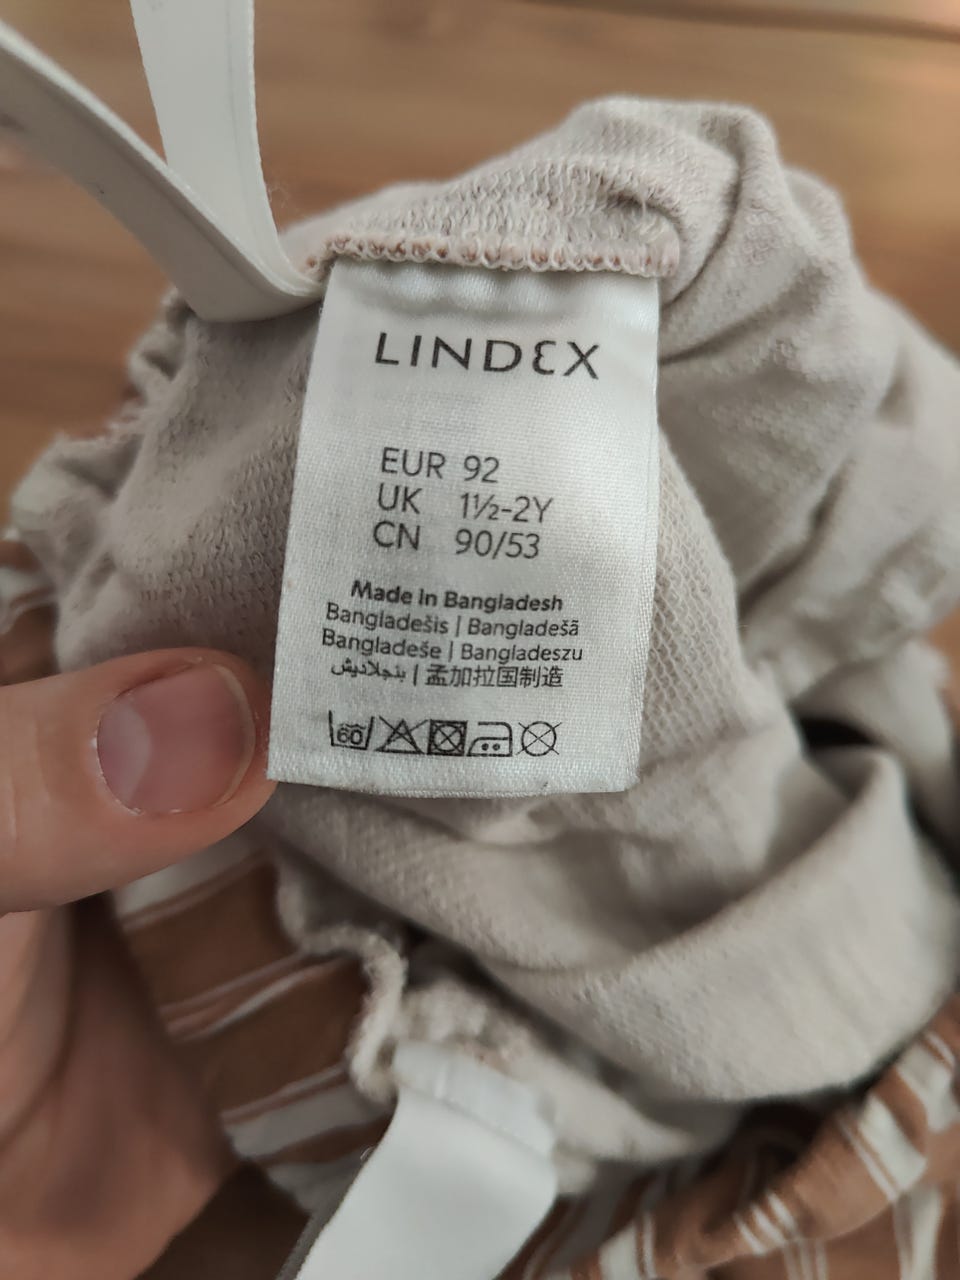 LINDEX
EUR 92
UK 1½-2Y
CN 90/53
Made in Bangladesh
Bangladešis | Bangladešā
Bangladeše | Bangladeszu
بنجلاديش | 孟加拉国制造
60